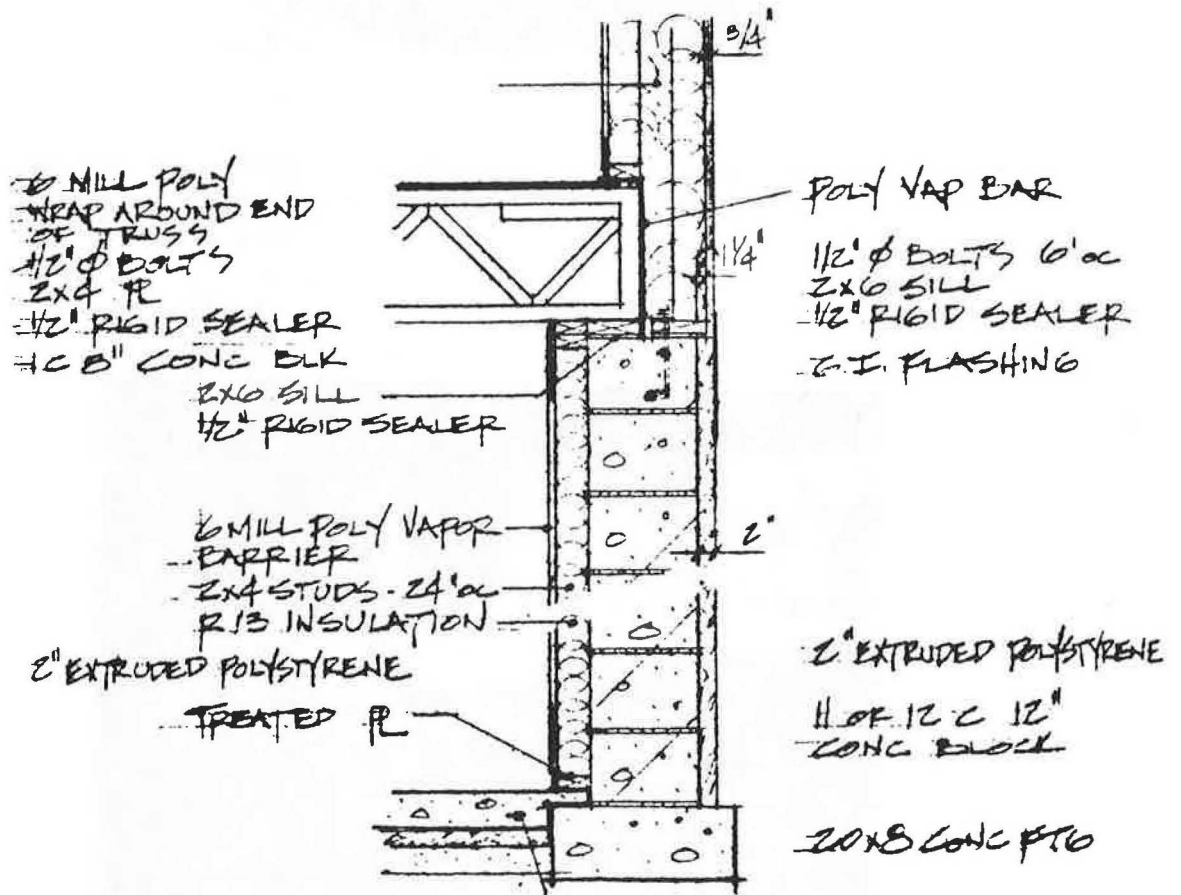 3/4"
6 MILL POLY
WRAP AROUND END
OF TRUSS
1/2" Ø BOLTS
2x4 PL
1/2" RIGID SEALER
1C 8" CONC BLK
2x6 SILL
1/2" RIGID SEALER
POLY VAP BAR
1 1/4"
1/2" Ø BOLTS 6' oc
2x6 SILL
1/2" RIGID SEALER
G.I. FLASHING
6 MILL POLY VAPOR
BARRIER
2x4 STUDS - 24" oc
R13 INSULATION
2" EXTRUDED POLYSTYRENE
TREATED PL
2"
2" EXTRUDED POLYSTYRENE
11 OR 12 C 12"
CONC BLOCK
20x8 CONC FTG